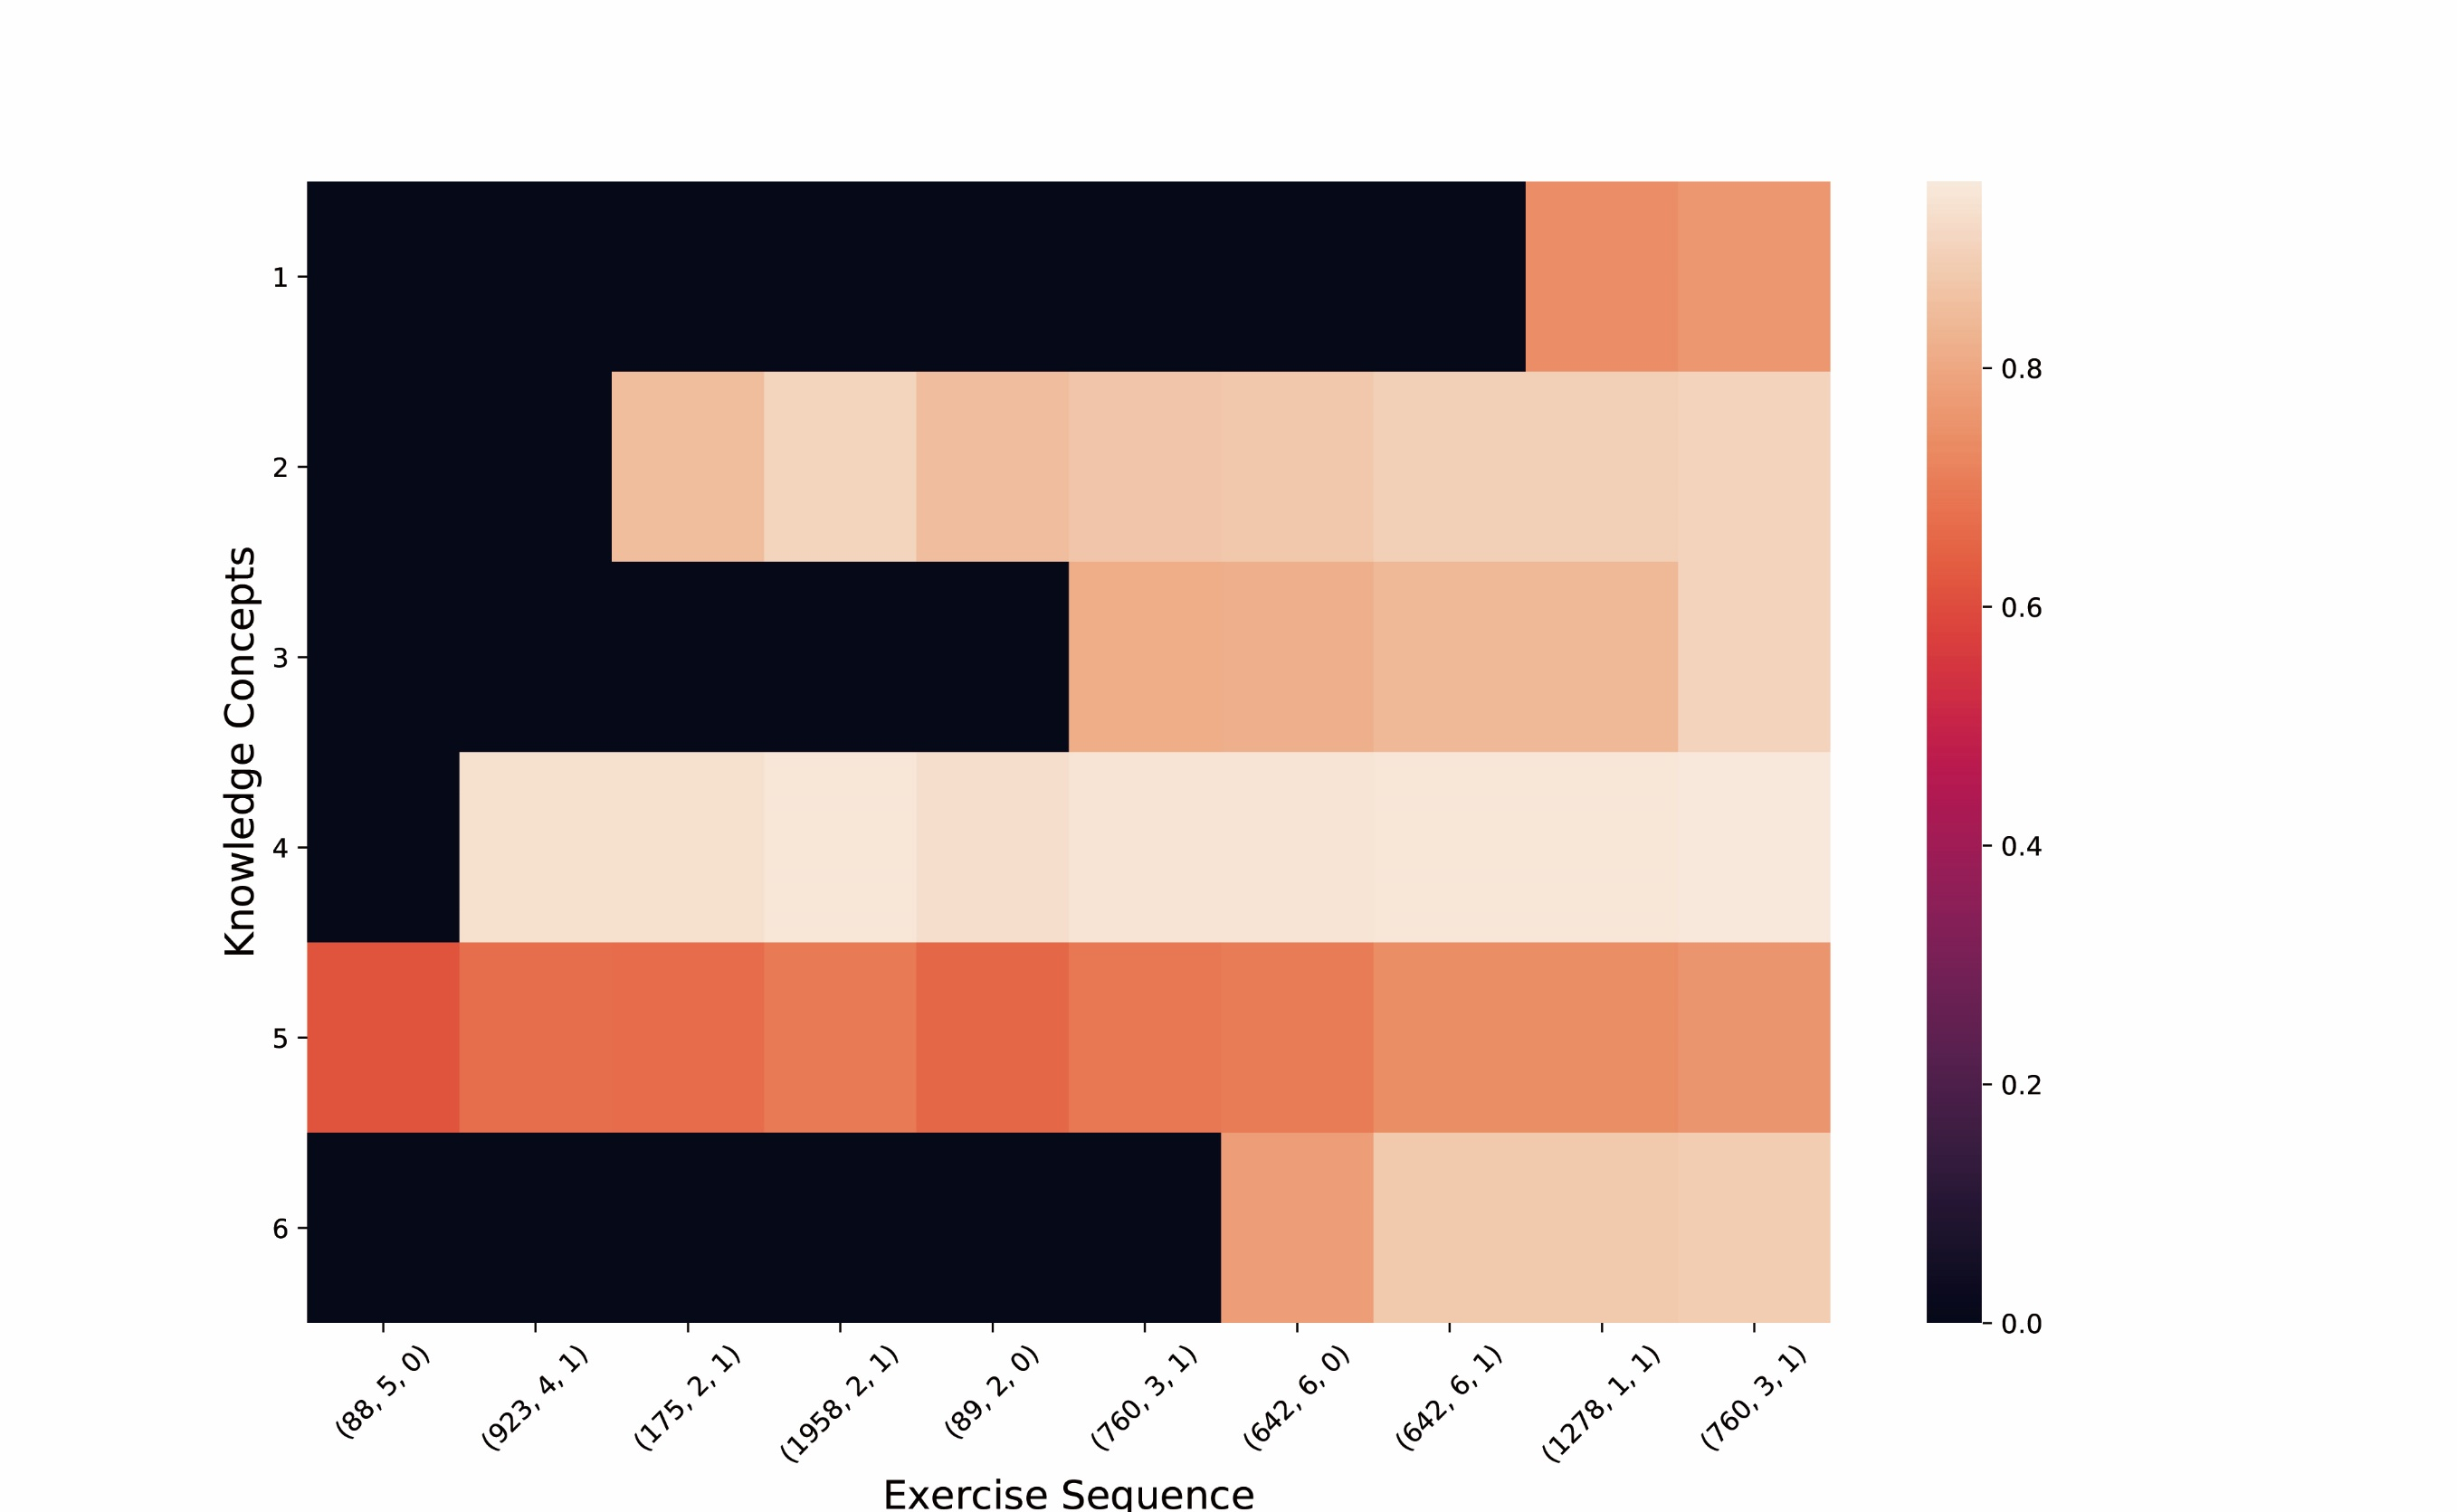 Knowledge Concepts
1
2
3
4
5
6
(88, 5, 0)
(923, 4, 1)
(175, 2, 1)
(1958, 2, 1)
(89, 2, 0)
(760, 3, 1)
(642, 6, 0)
(642, 6, 1)
(1278, 1, 1)
(760, 3, 1)
Exercise Sequence
0.8
0.6
0.4
0.2
0.0